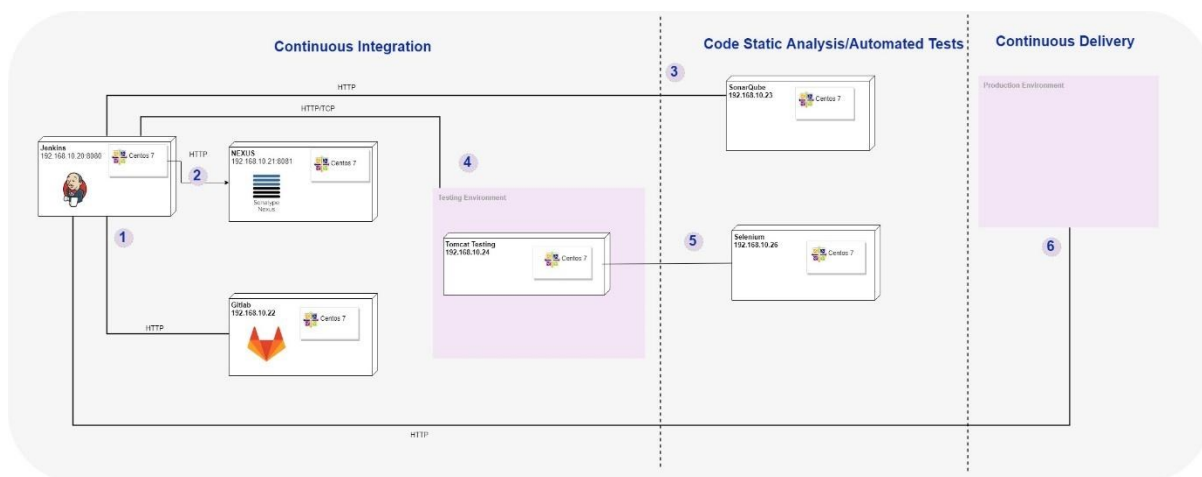 Continuous Integration
Code Static Analysis/Automated Tests
Continuous Delivery
HTTP
3
SonarQube
192.168.10.23
Centos 7
Production Environment
HTTP/TCP
Jenkins
192.168.10.20:8080
Centos 7
HTTP
2
NEXUS
192.168.10.21:8081
Centos 7
Sonatype
Nexus
4
Testing Environment
1
Tomcat Testing
192.168.10.24
Centos 7
5
Selenium
192.168.10.26
Centos 7
6
Gitlab
192.168.10.22
Centos 7
HTTP
HTTP